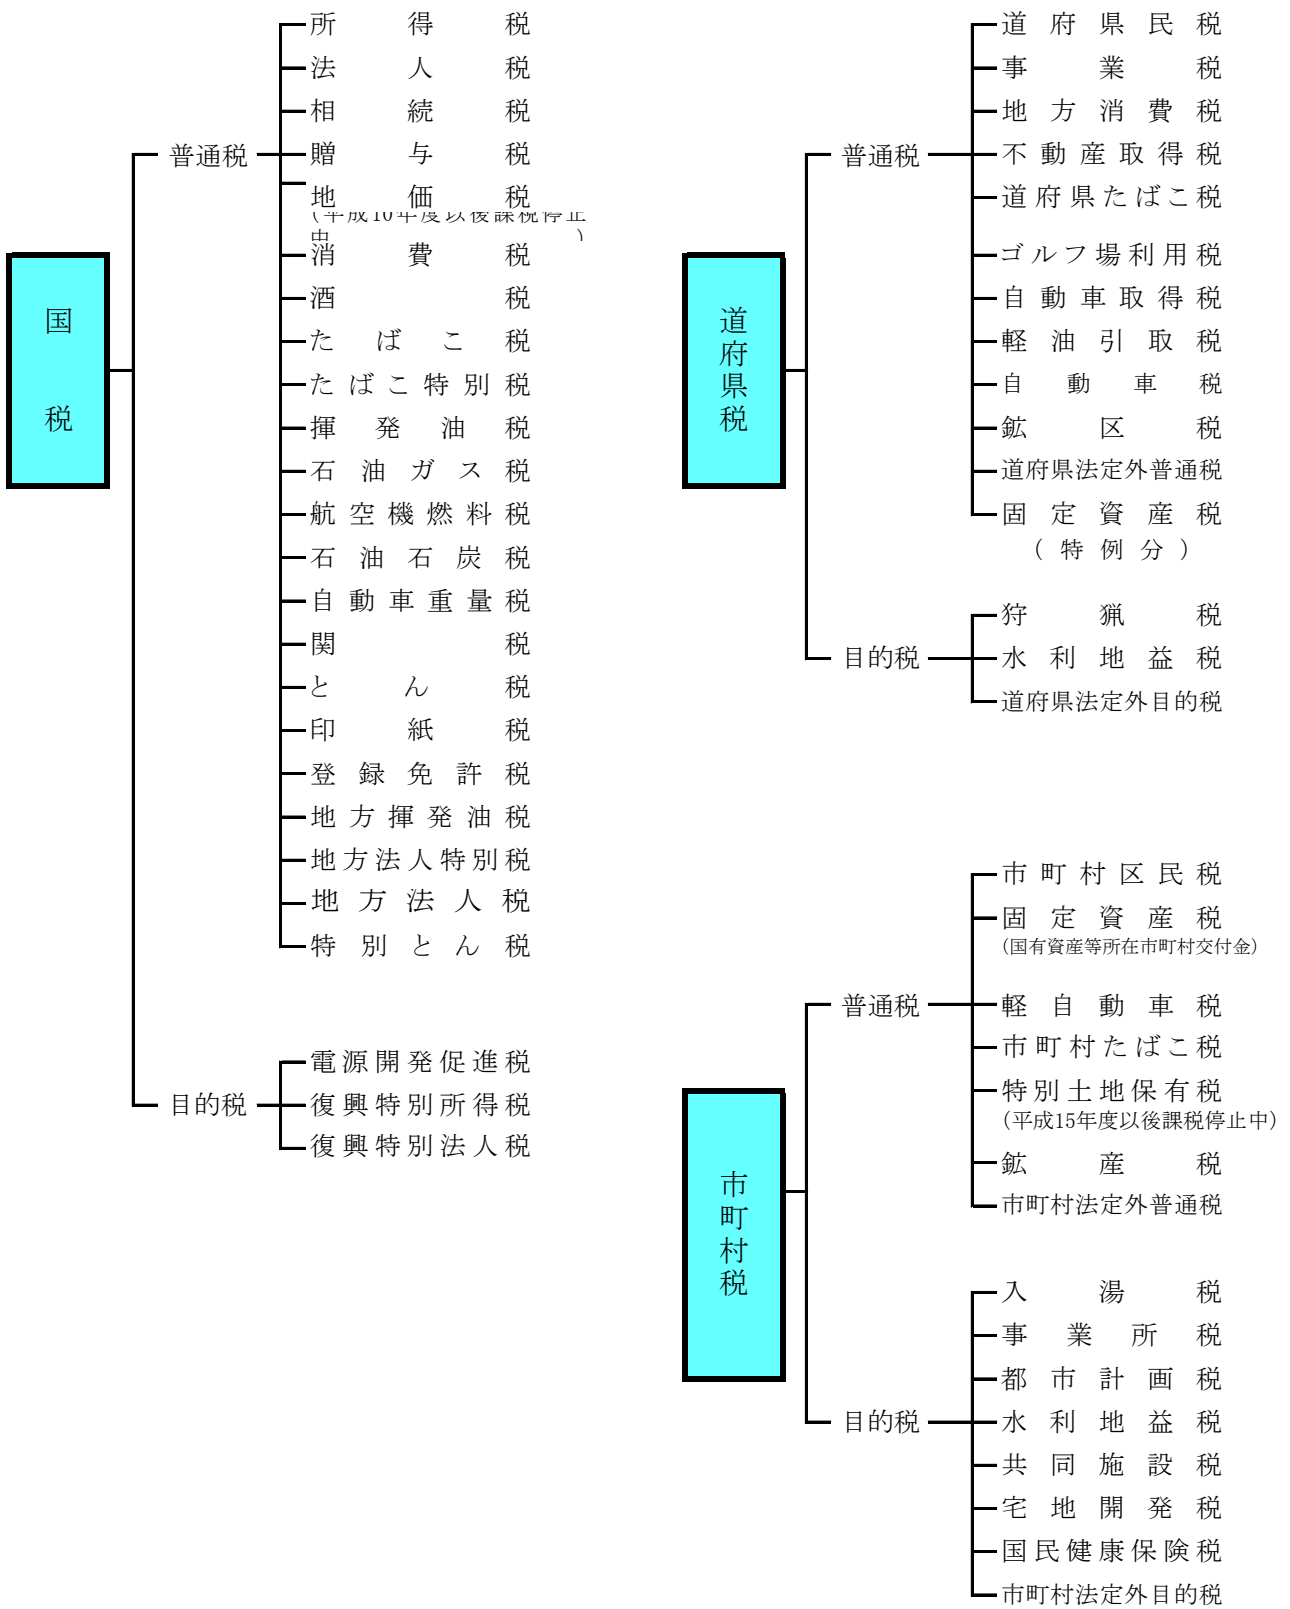 国税
普通税
所得税
法人税
相続税
贈与税
地価税
(平成10年度以後課税停止
中)
消費税
酒税
たばこ税
たばこ特別税
揮発油税
石油ガス税
航空機燃料税
石油石炭税
自動車重量税
関税
とん税
印紙税
登録免許税
地方揮発油税
地方法人特別税
地方法人税
特別とん税
目的税
電源開発促進税
復興特別所得税
復興特別法人税
道府県税
普通税
道府県民税
事業税
地方消費税
不動産取得税
道府県たばこ税
ゴルフ場利用税
自動車取得税
軽油引取税
自動車税
鉱区税
道府県法定外普通税
固定資産税
(特例分)
目的税
狩猟税
水利地益税
道府県法定外目的税
市町村税
普通税
市町村区民税
固定資産税
(国有資産等所在市町村交付金)
軽自動車税
市町村たばこ税
特別土地保有税
(平成15年度以後課税停止中)
鉱産税
市町村法定外普通税
目的税
入湯税
事業所税
都市計画税
水利地益税
共同施設税
宅地開発税
国民健康保険税
市町村法定外目的税